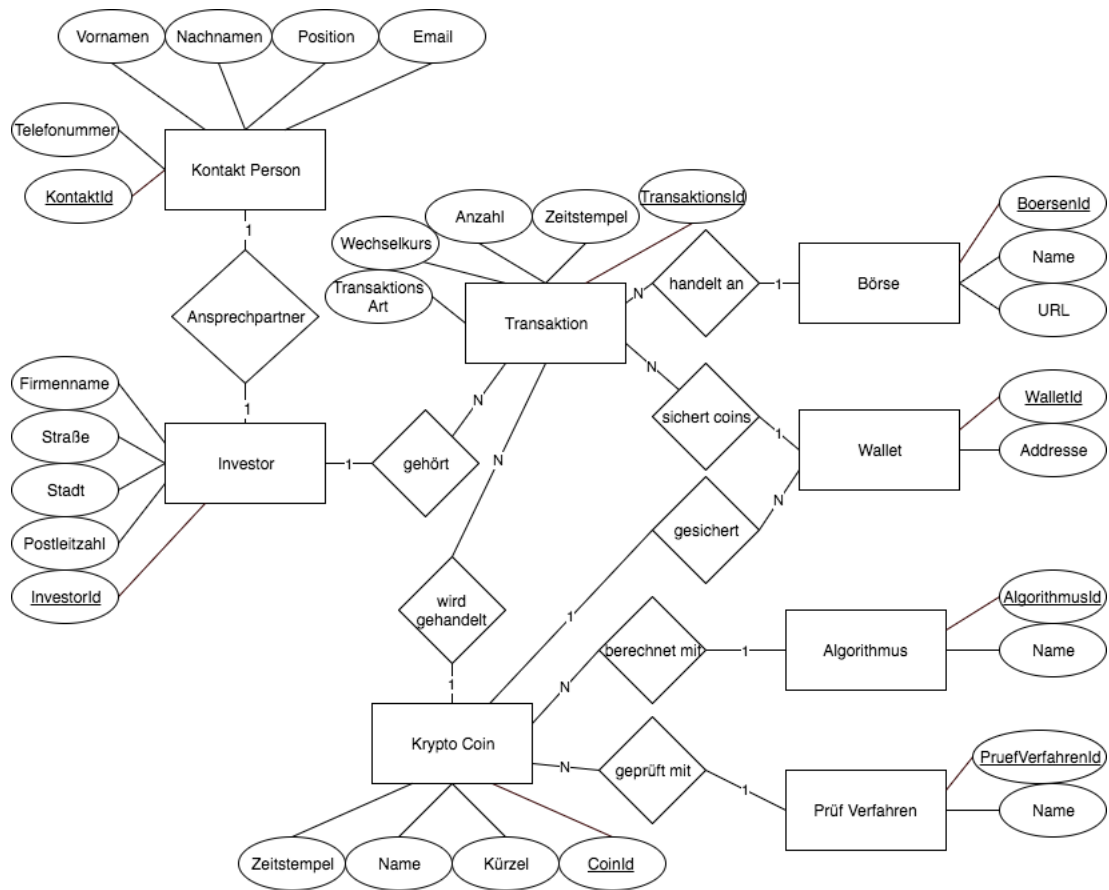 Vornamen
Nachnamen
Position
Email
Telefonummer
KontaktId
Kontakt Person
1
Ansprechpartner
1
Firmenname
Straße
Stadt
Postleitzahl
InvestorId
Investor
1
gehört
N
Wechselkurs
Anzahl
Zeitstempel
TransaktionsId
Transaktions
Art
Transaktion
N
handelt an
1
Börse
BoersenId
Name
URL
N
sichert coins
1
Wallet
WalletId
Addresse
N
gesichert
1
N
wird
gehandelt
1
Krypto Coin
N
berechnet mit
1
Algorithmus
AlgorithmusId
Name
N
geprüft mit
1
Prüf Verfahren
PruefVerfahrenId
Name
Zeitstempel
Name
Kürzel
CoinId